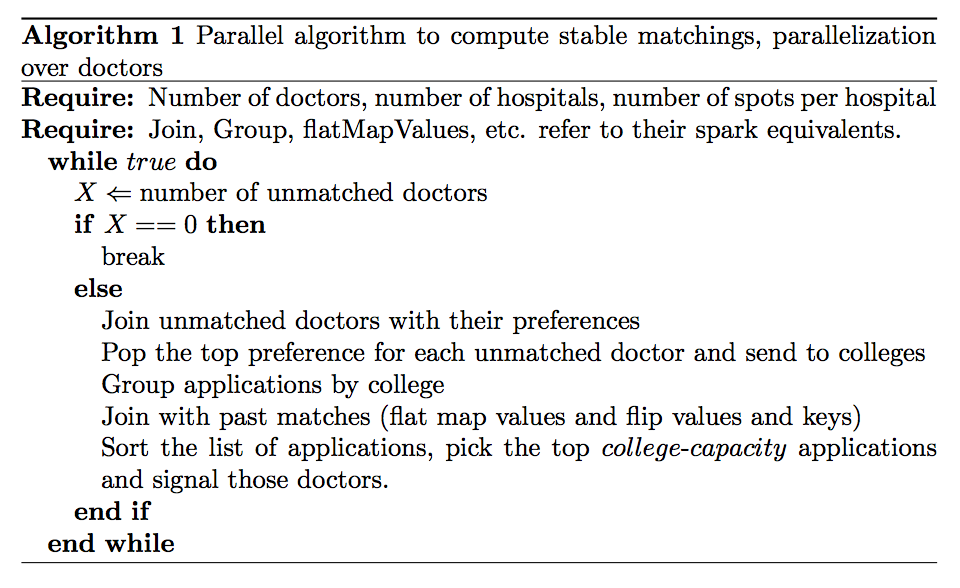 Algorithm 1 Parallel algorithm to compute stable matchings, parallelization
over doctors
Require: Number of doctors, number of hospitals, number of spots per hospital
Require: Join, Group, flatMapValues, etc. refer to their spark equivalents.
while true do
X ⇐ number of unmatched doctors
if X == 0 then
break
else
Join unmatched doctors with their preferences
Pop the top preference for each unmatched doctor and send to colleges
Group applications by college
Join with past matches (flat map values and flip values and keys)
Sort the list of applications, pick the top college-capacity applications
and signal those doctors.
end if
end while